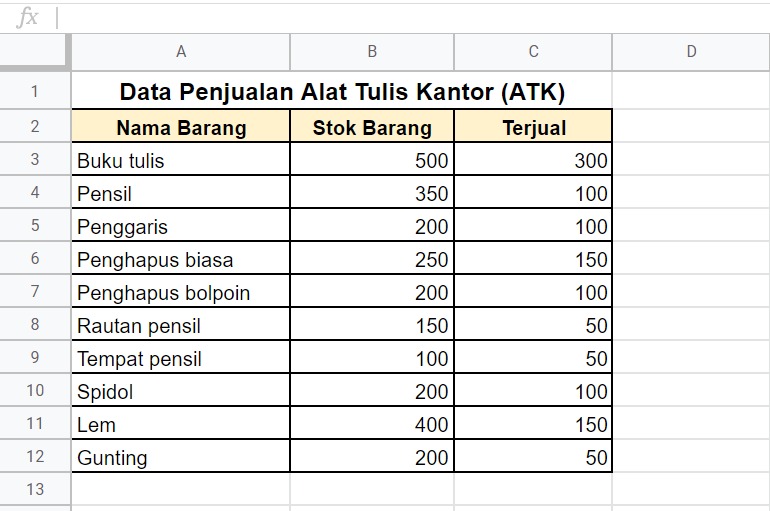 fx
A B C D
1 Data Penjualan Alat Tulis Kantor (ATK)
2 Nama Barang Stok Barang Terjual
3 Buku tulis 500 300
4 Pensil 350 100
5 Penggaris 200 100
6 Penghapus biasa 250 150
7 Penghapus bolpoin 200 100
8 Rautan pensil 150 50
9 Tempat pensil 100 50
10 Spidol 200 100
11 Lem 400 150
12 Gunting 200 50
13